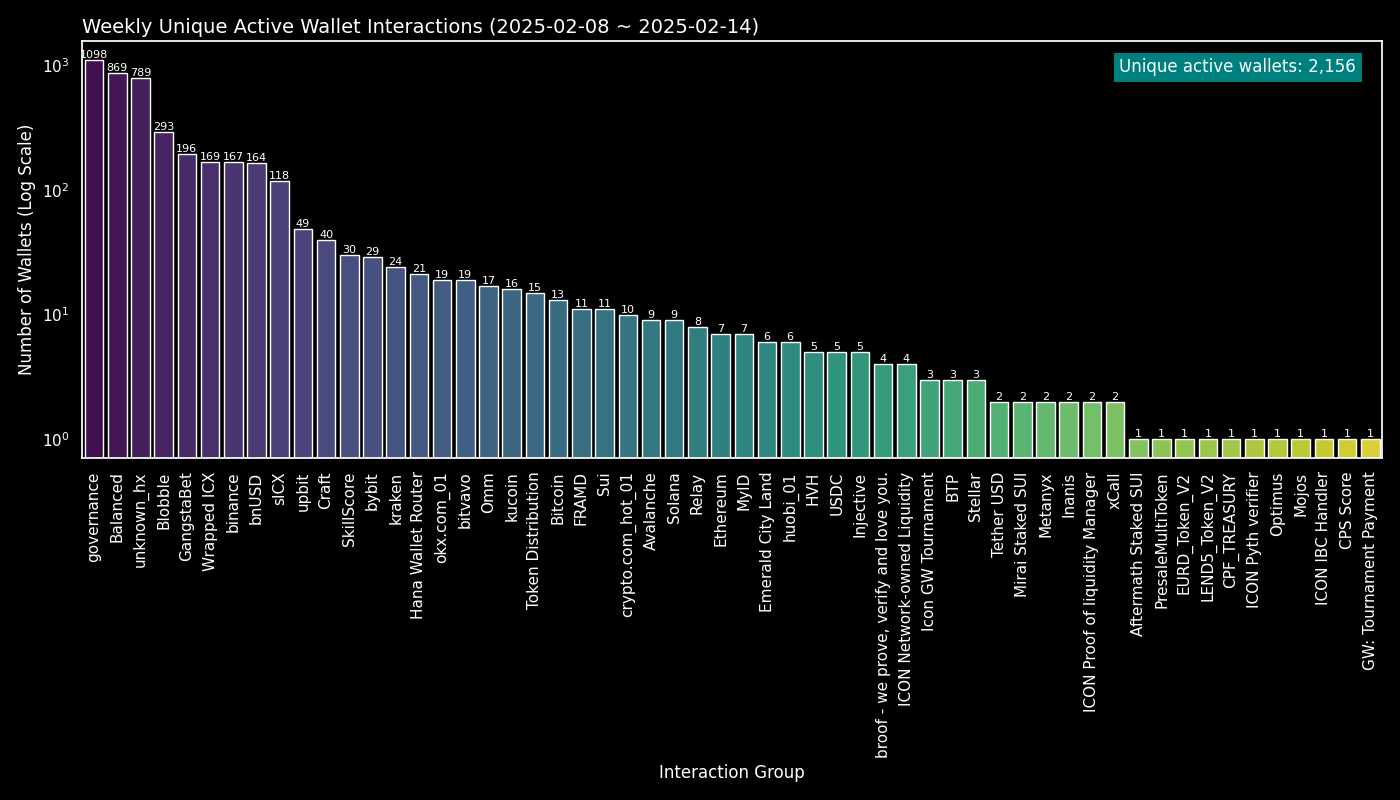 Weekly Unique Active Wallet Interactions (2025-02-08 ~ 2025-02-14)
Unique active wallets: 2,156
Number of Wallets (Log Scale)
10³
10²
10¹
10⁰
1098
869
789
293
196
169
167
164
118
49
40
30
29
24
21
19
19
17
16
15
13
11
11
10
9
9
8
7
7
6
6
5
5
5
4
4
3
3
3
2
2
2
2
2
2
1
1
1
1
1
1
1
1
1
1
1
governance
Balanced
unknown_hx
Blobble
GangstaBet
Wrapped ICX
binance
bnUSD
sICX
upbit
Craft
SkillScore
bybit
kraken
Hana Wallet Router
okx.com_01
bitvavo
Omm
kucoin
Token Distribution
Bitcoin
FRAMD
Sui
crypto.com_hot_01
Avalanche
Solana
Relay
Ethereum
MyID
Emerald City Land
huobi_01
HVH
USDC
Injective
broof - we prove, verify and love you.
ICON Network-owned Liquidity
Icon GW Tournament
BTP
Stellar
Tether USD
Mirai Staked SUI
Metanyx
Inanis
ICON Proof of liquidity Manager
xCall
Aftermath Staked SUI
PresaleMultiToken
EURD_Token_V2
LEND5_Token_V2
CPF_TREASURY
ICON Pyth verifier
Optimus
Mojos
ICON IBC Handler
CPS Score
GW: Tournament Payment
Interaction Group